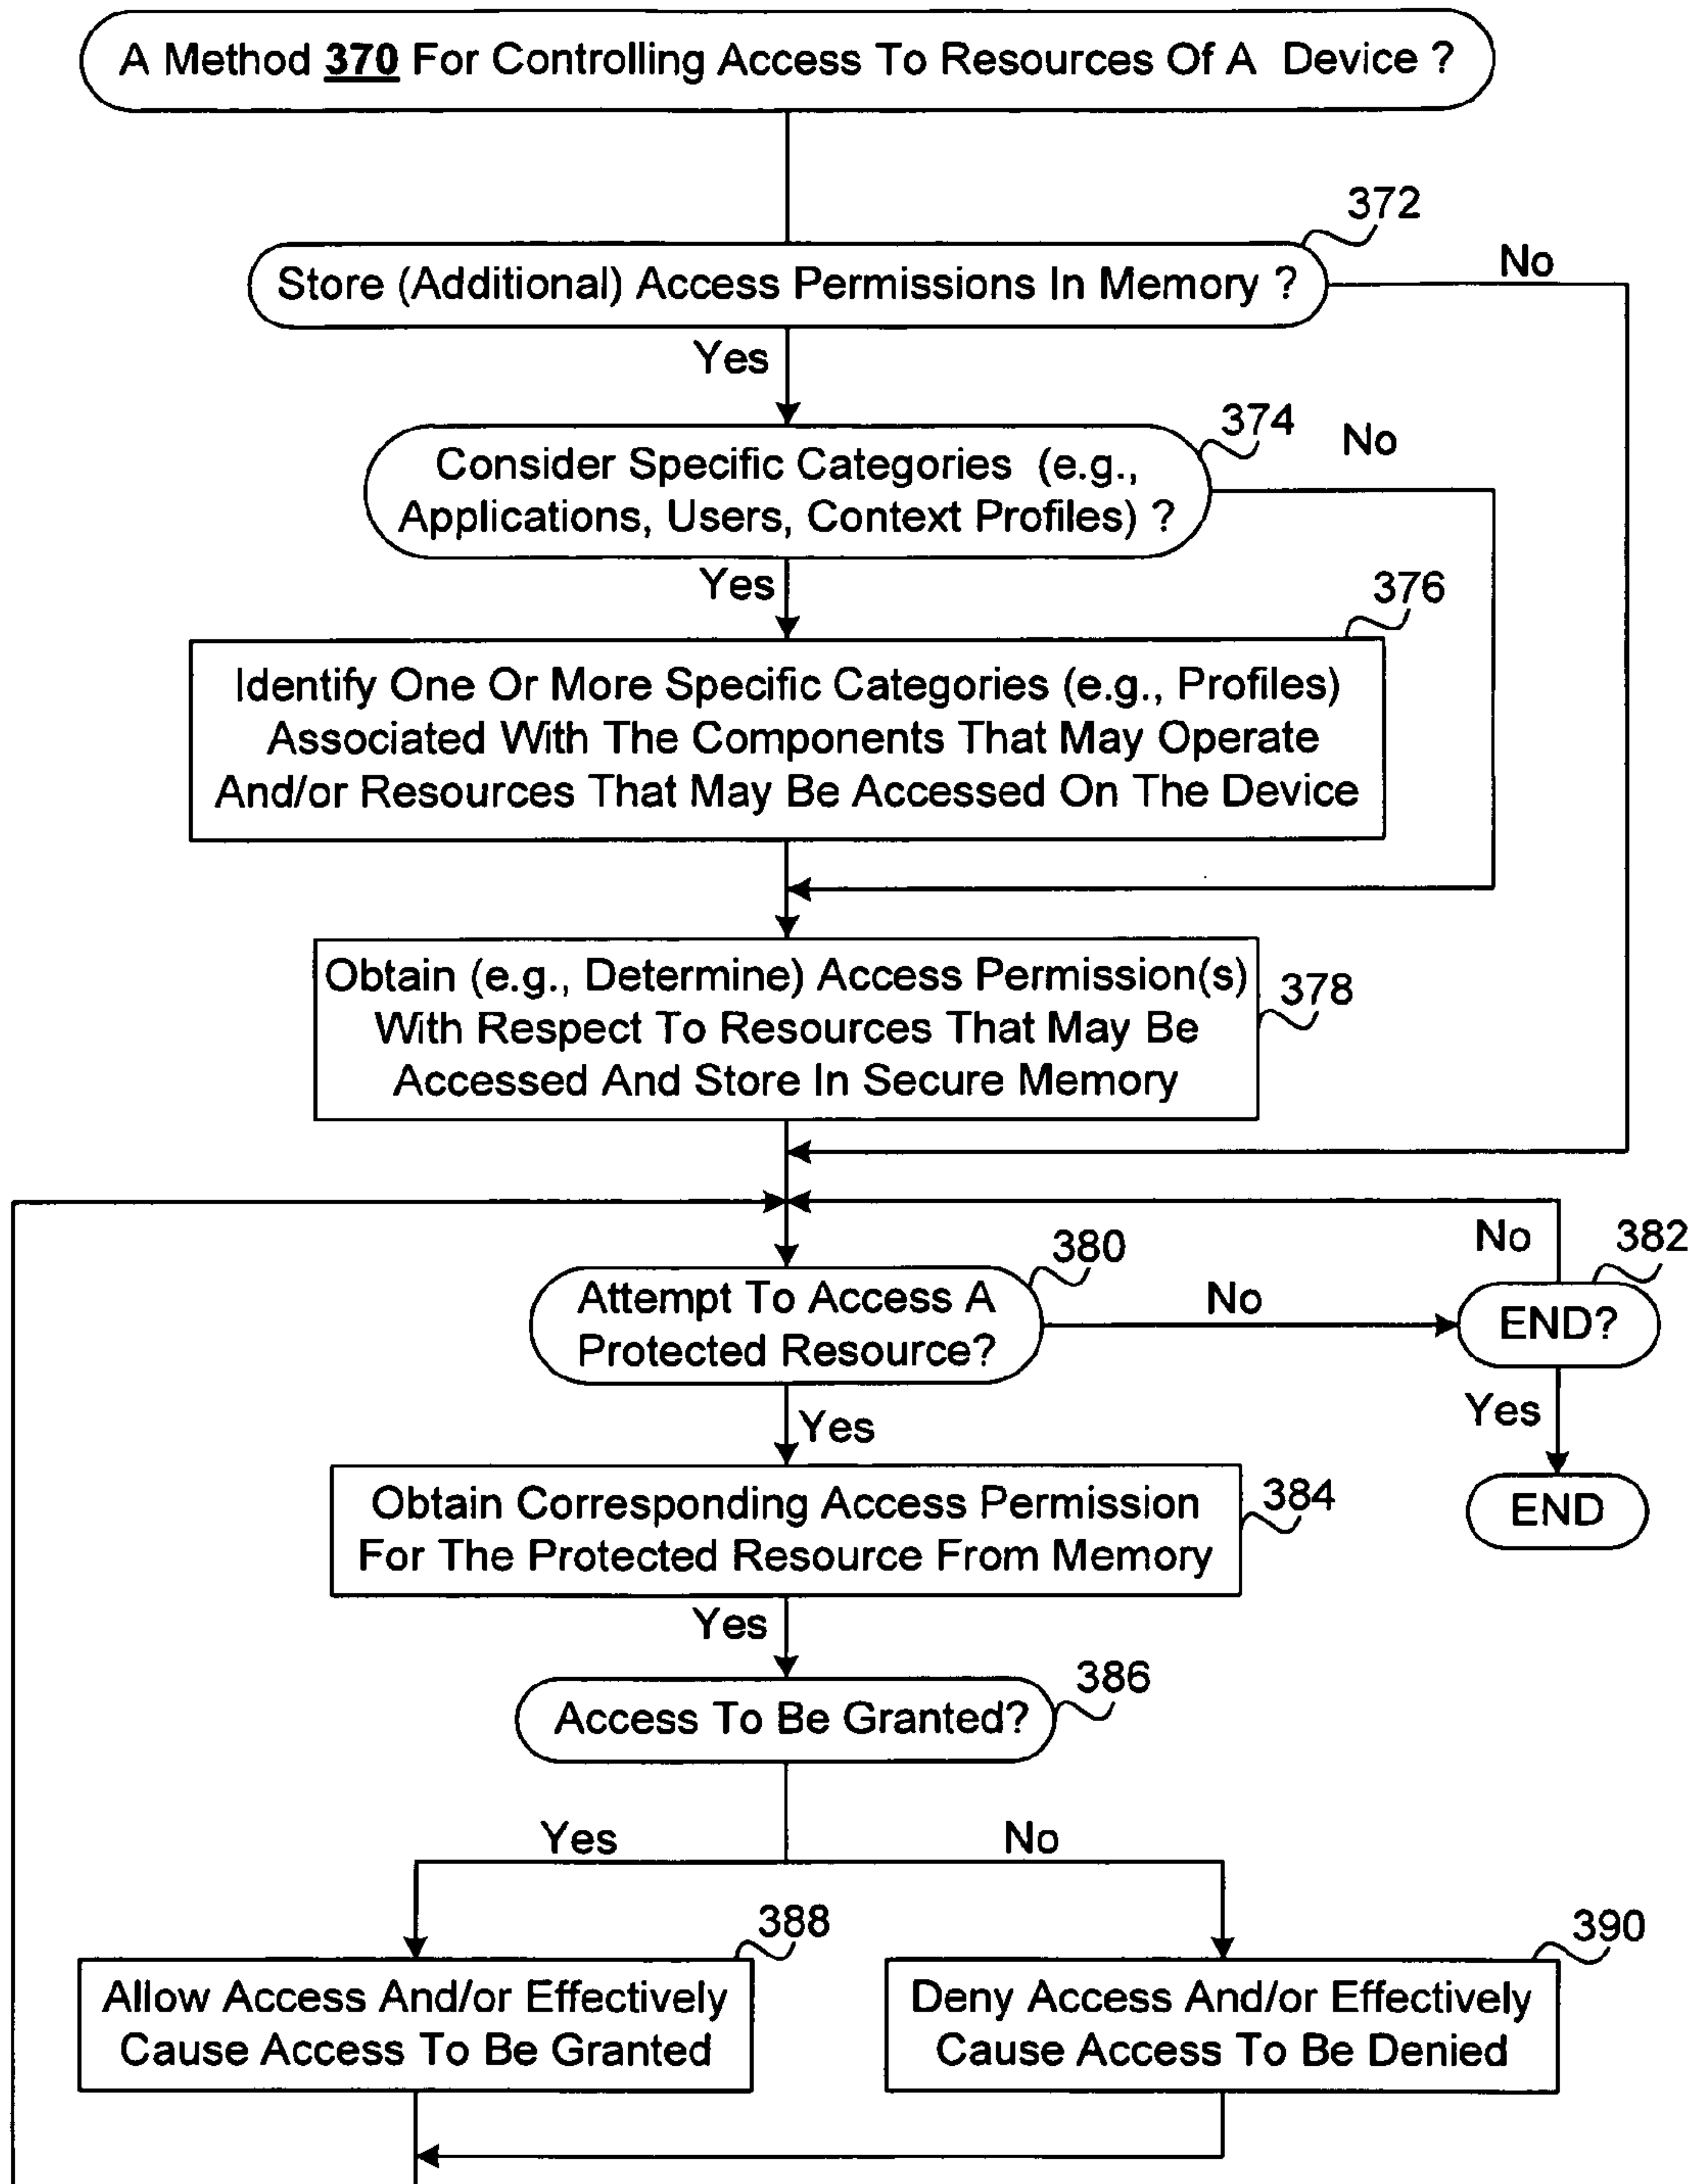 A Method 370 For Controlling Access To Resources Of A Device ?
372
No
Store (Additional) Access Permissions In Memory ?
Yes
374
No
Consider Specific Categories (e.g.,
Applications, Users, Context Profiles) ?
Yes
376
Identify One Or More Specific Categories (e.g., Profiles)
Associated With The Components That May Operate
And/or Resources That May Be Accessed On The Device
Obtain (e.g., Determine) Access Permission(s)
With Respect To Resources That May Be
Accessed And Store In Secure Memory
378
380
No
382
Attempt To Access A
Protected Resource?
No
END?
Yes
Yes
Obtain Corresponding Access Permission
For The Protected Resource From Memory
384
END
Yes
386
Access To Be Granted?
Yes
No
388
390
Allow Access And/or Effectively
Cause Access To Be Granted
Deny Access And/or Effectively
Cause Access To Be Denied